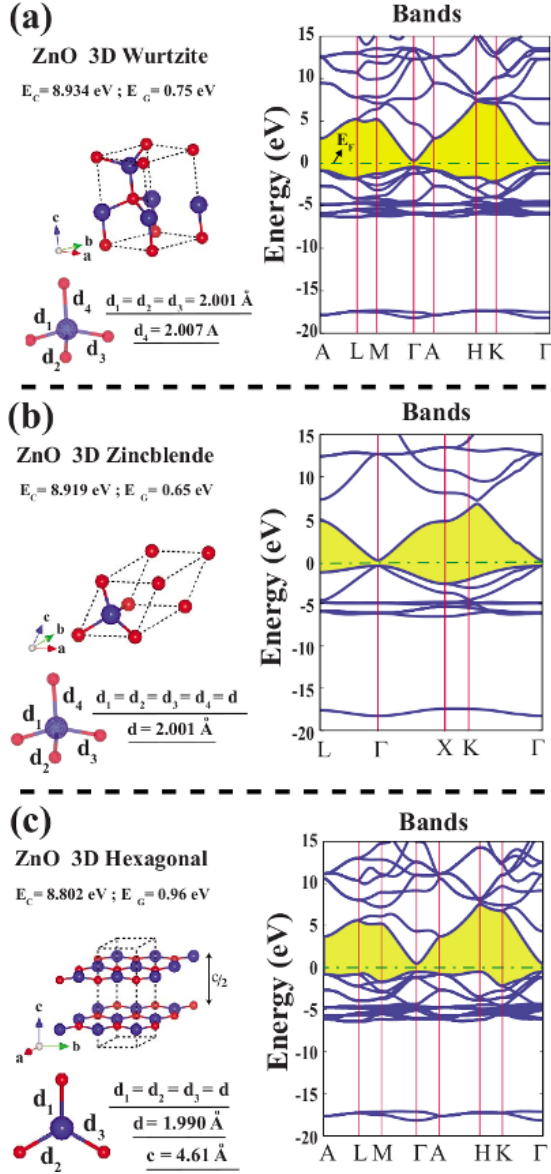 (a)
ZnO 3D Wurtzite
E_C = 8.934 eV ; E_G = 0.75 eV
c
b
a
d₁
d₂
d₃
d₄
d₁ = d₂ = d₃ = 2.001 Å
d₄ = 2.007 A
Bands
Energy (eV)
15
10
5
0
-5
-10
-15
-20
E_F
A L M Γ A H K Γ
(b)
ZnO 3D Zincblende
E_C = 8.919 eV ; E_G = 0.65 eV
c
b
a
d₁
d₂
d₃
d₄
d₁ = d₂ = d₃ = d₄ = d
d = 2.001 Å
Bands
Energy (eV)
15
10
5
0
-5
-10
-15
-20
L Γ X K Γ
(c)
ZnO 3D Hexagonal
E_C = 8.802 eV ; E_G = 0.96 eV
c/2
c
b
a
d₁
d₂
d₃
d₁ = d₂ = d₃ = d
d = 1.990 Å
c = 4.61 Å
Bands
Energy (eV)
15
10
5
0
-5
-10
-15
-20
A L M Γ A H K Γ